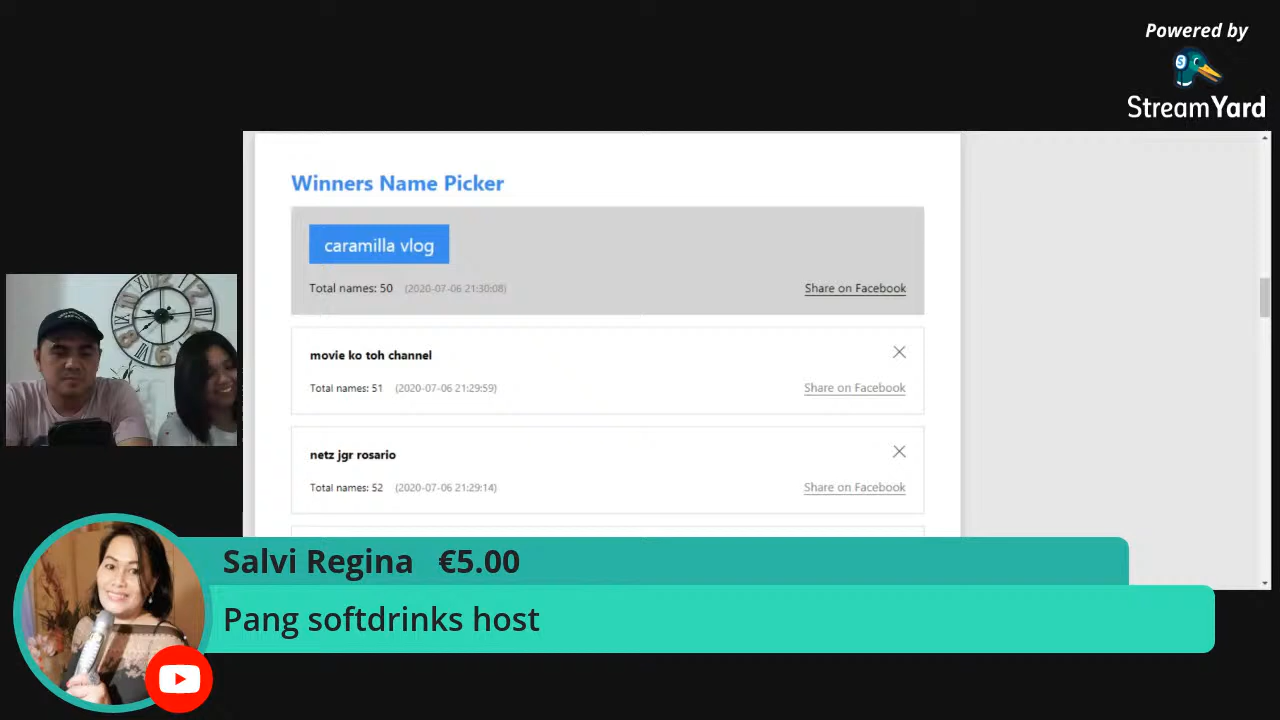 Powered by
StreamYard
Winners Name Picker
caramilla vlog
Total names: 50 (2020-07-06 21:30:08) Share on Facebook
movie ko toh channel
Total names: 51 (2020-07-06 21:29:59) Share on Facebook
netz jgr rosario
Total names: 52 (2020-07-06 21:29:14) Share on Facebook
Salvi Regina €5.00
Pang softdrinks host